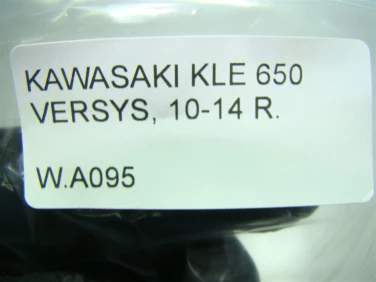 KAWASAKI KLE 650
VERSYS, 10-14 R.
W.A095